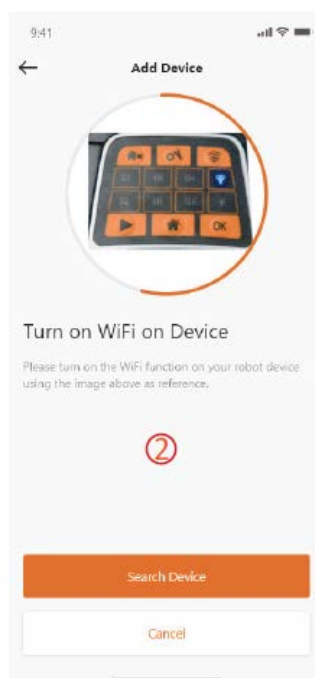 9:41
Add Device
OK
Turn on WiFi on Device
Please turn on the WiFi function on your robot device
using the image above as reference.
②
Search Device
Cancel